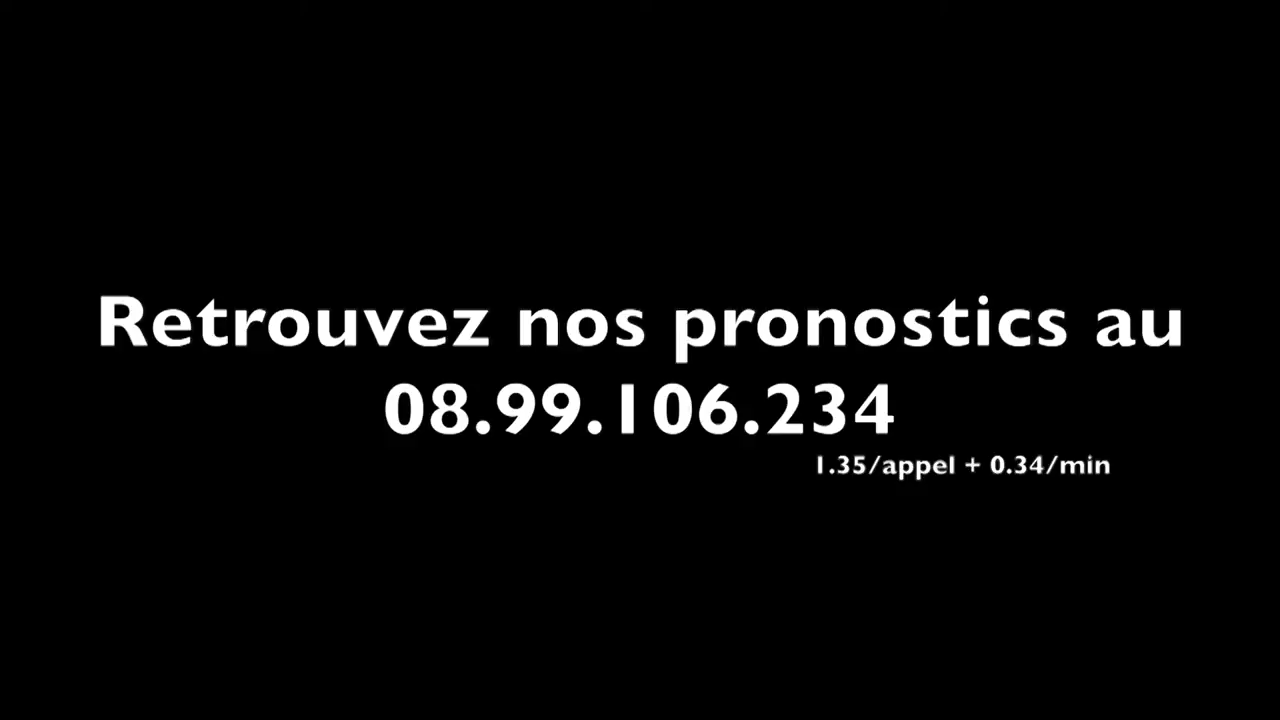 Retrouvez nos pronostics au
08.99.106.234
1.35/appel + 0.34/min